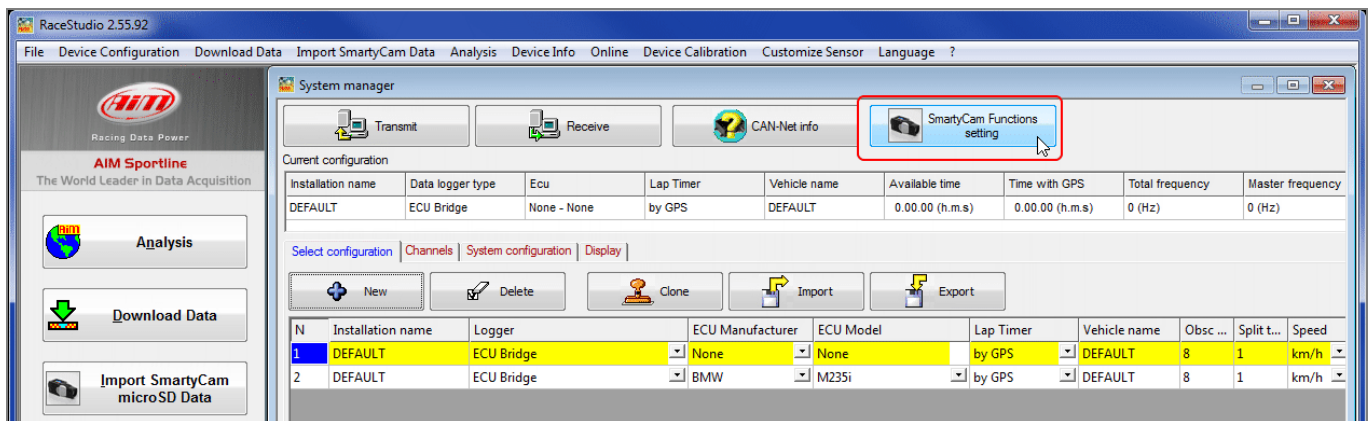 RaceStudio 2.55.92
File Device Configuration Download Data Import SmartyCam Data Analysis Device Info Online Device Calibration Customize Sensor Language ?
AiM
Racing Data Power
AIM Sportline
The World Leader in Data Acquisition
Analysis
Download Data
Import SmartyCam
microSD Data
System manager
Transmit Receive CAN-Net info SmartyCam Functions
setting
Current configuration
Installation name Data logger type Ecu Lap Timer Vehicle name Available time Time with GPS Total frequency Master frequency
DEFAULT ECU Bridge None - None by GPS DEFAULT 0.00.00 (h.m.s) 0.00.00 (h.m.s) 0 (Hz) 0 (Hz)
Select configuration Channels System configuration Display
New Delete Clone Import Export
N Installation name Logger ECU Manufacturer ECU Model Lap Timer Vehicle name Obsc ... Split t... Speed
1 DEFAULT ECU Bridge None None by GPS DEFAULT 8 1 km/h
2 DEFAULT ECU Bridge BMW M235i by GPS DEFAULT 8 1 km/h